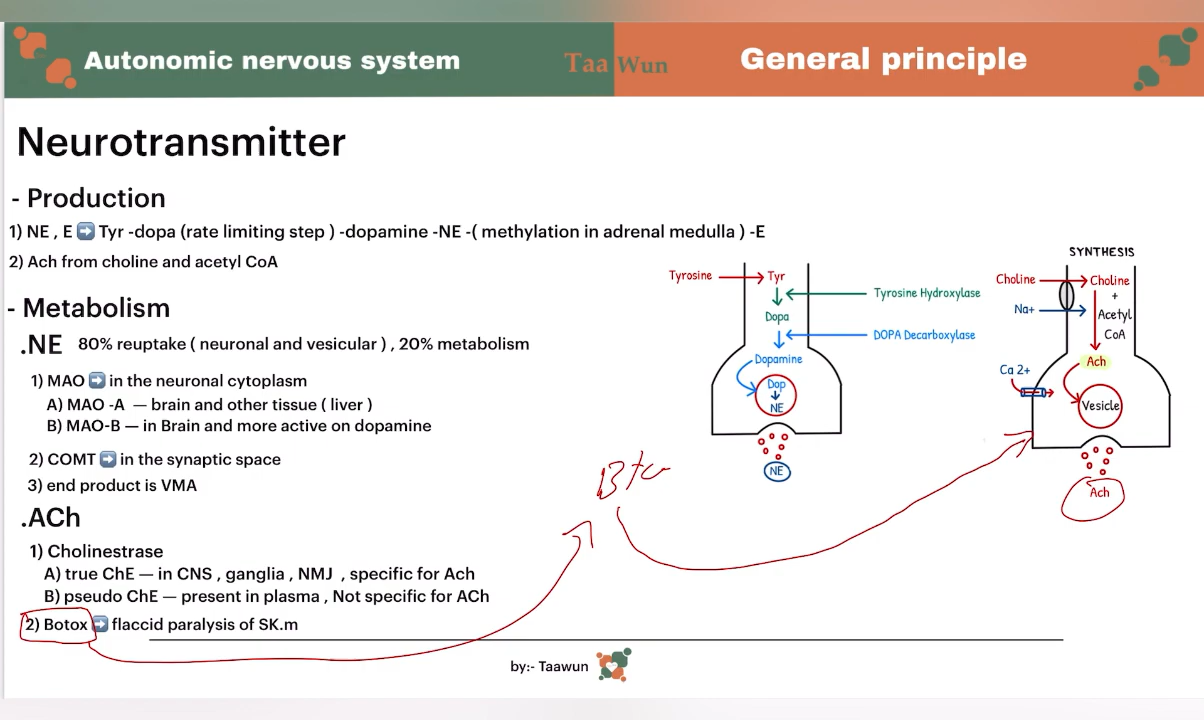 Autonomic nervous system
Taa Wun
General principle
Neurotransmitter
- Production
1) NE , E ➡ Tyr -dopa (rate limiting step ) -dopamine -NE -( methylation in adrenal medulla ) -E
2) Ach from choline and acetyl CoA
- Metabolism
.NE 80% reuptake ( neuronal and vesicular ) , 20% metabolism
1) MAO ➡ in the neuronal cytoplasm
A) MAO -A — brain and other tissue ( liver )
B) MAO-B — in Brain and more active on dopamine
2) COMT ➡ in the synaptic space
3) end product is VMA
.ACh
1) Cholinestrase
A) true ChE — in CNS , ganglia , NMJ , specific for Ach
B) pseudo ChE — present in plasma , Not specific for ACh
2) Botox ➡ flaccid paralysis of SK.m
Tyrosine
Tyr
Tyrosine Hydroxylase
Dopa
DOPA Decarboxylase
Dopamine
Dop
NE
NE
SYNTHESIS
Choline
Choline
+
Na+
Acetyl
CoA
Ach
Ca 2+
Vesicle
Ach
by:- Taawun